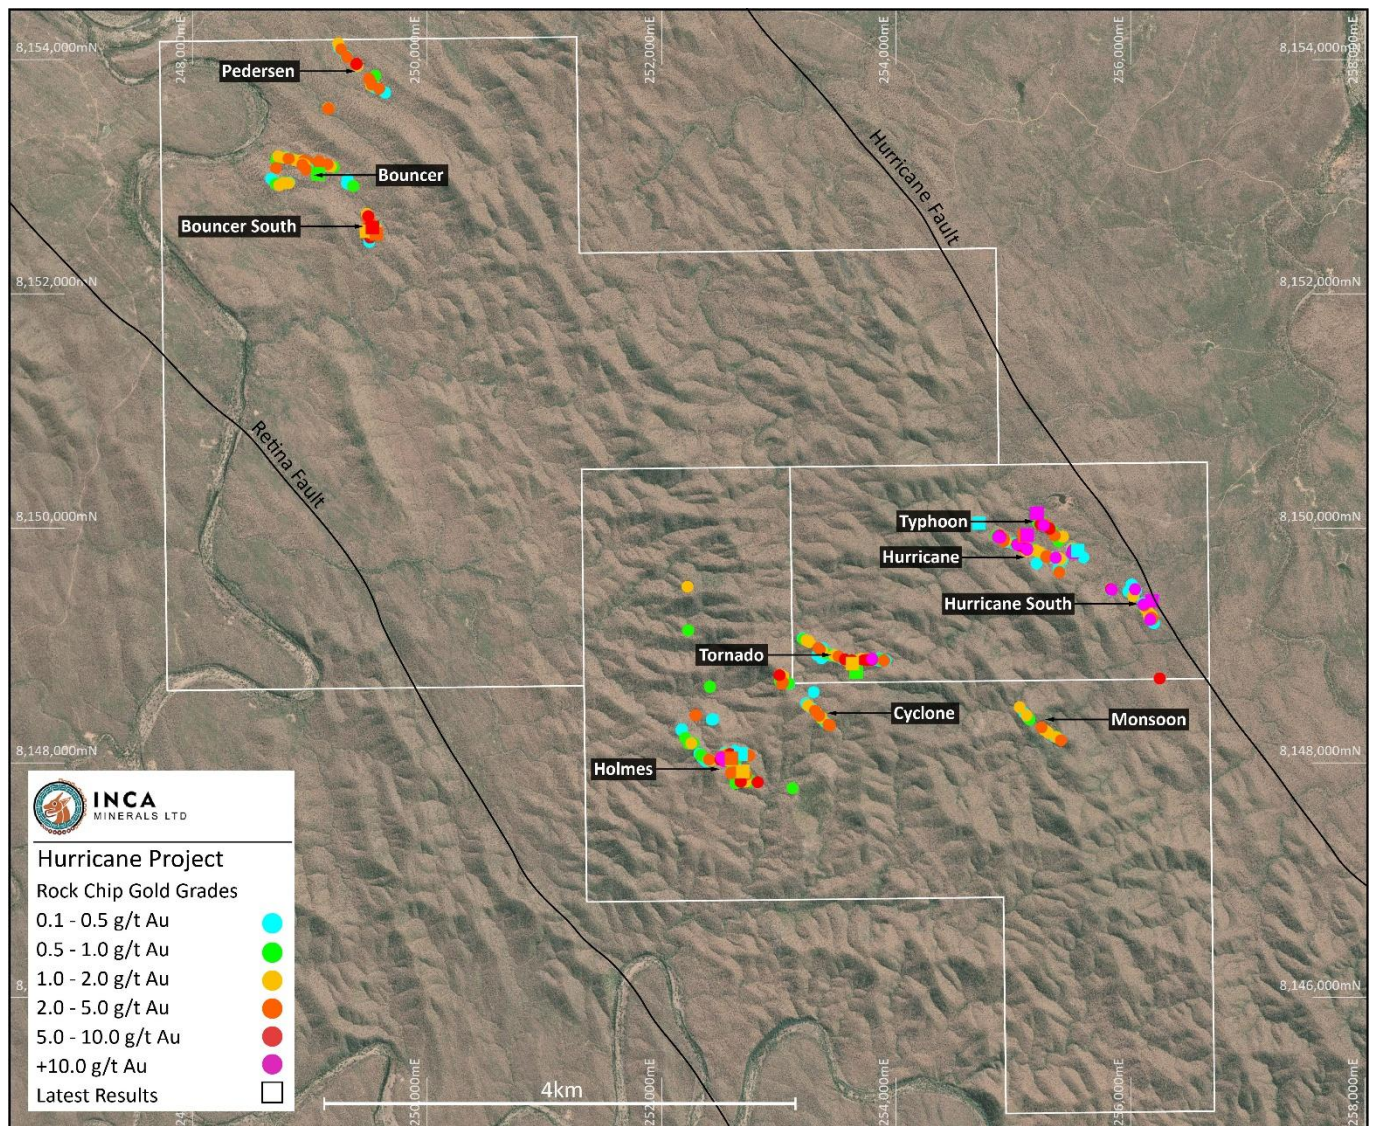 8,154,000mN
248,000mE
250,000mE
252,000mE
254,000mE
256,000mE
258,000mE
8,154,000mN
Pedersen
Bouncer
Bouncer South
Hurricane Fault
8,152,000mN
8,152,000mN
Retina Fault
8,150,000mN
8,150,000mN
Typhoon
Hurricane
Hurricane South
Tornado
Cyclone
Monsoon
8,148,000mN
8,148,000mN
Holmes
INCA
MINERALS LTD
Hurricane Project
Rock Chip Gold Grades
0.1 - 0.5 g/t Au
0.5 - 1.0 g/t Au
1.0 - 2.0 g/t Au
2.0 - 5.0 g/t Au
5.0 - 10.0 g/t Au
+10.0 g/t Au
Latest Results
8,146,000mN
4km
250,000mE
252,000mE
254,000mE
256,000mE
258,000mE